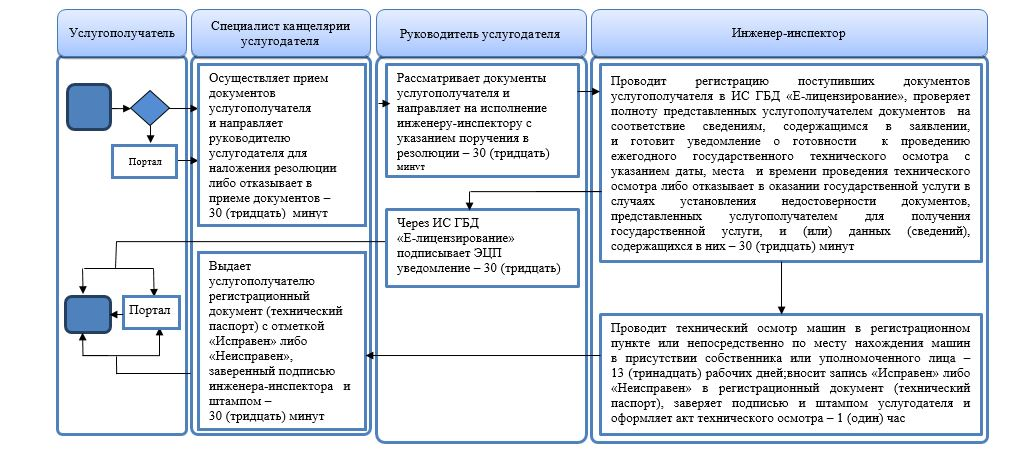 Услугополучатель
Специалист канцелярии
услугодателя
Руководитель услугодателя
Инженер-инспектор
Портал
Осуществляет прием
документов
услугополучателя
и направляет
руководителю
услугодателя для
наложения резолюции
либо отказывает в
приеме документов –
30 (тридцать) минут
Рассматривает документы
услугополучателя и
направляет на исполнение
инженеру-инспектору с
указанием поручения в
резолюции – 30 (тридцать)
минут
Проводит регистрацию поступивших документов
услугополучателя в ИС ГБД «Е-лицензирование», проверяет
полноту представленных услугополучателем документов на
соответствие сведениям, содержащимся в заявлении,
и готовит уведомление о готовности к проведению
ежегодного государственного технического осмотра с
указанием даты, места и времени проведения технического
осмотра либо отказывает в оказании государственной услуги в
случаях установления недостоверности документов,
представленных услугополучателем для получения
государственной услуги, и (или) данных (сведений),
содержащихся в них – 30 (тридцать) минут
Через ИС ГБД
«Е-лицензирование»
подписывает ЭЦП
уведомление – 30 (тридцать)
Портал
Выдает
услугополучателю
регистрационный
документ (технический
паспорт) с отметкой
«Исправен» либо
«Неисправен»,
заверенный подписью
инженера-инспектора и
штампом –
30 (тридцать) минут
Проводит технический осмотр машин в регистрационном
пункте или непосредственно по месту нахождения машин
в присутствии собственника или уполномоченного лица –
13 (тринадцать) рабочих дней;вносит запись «Исправен» либо
«Неисправен» в регистрационный документ (технический
паспорт), заверяет подписью и штампом услугодателя и
оформляет акт технического осмотра – 1 (один) час